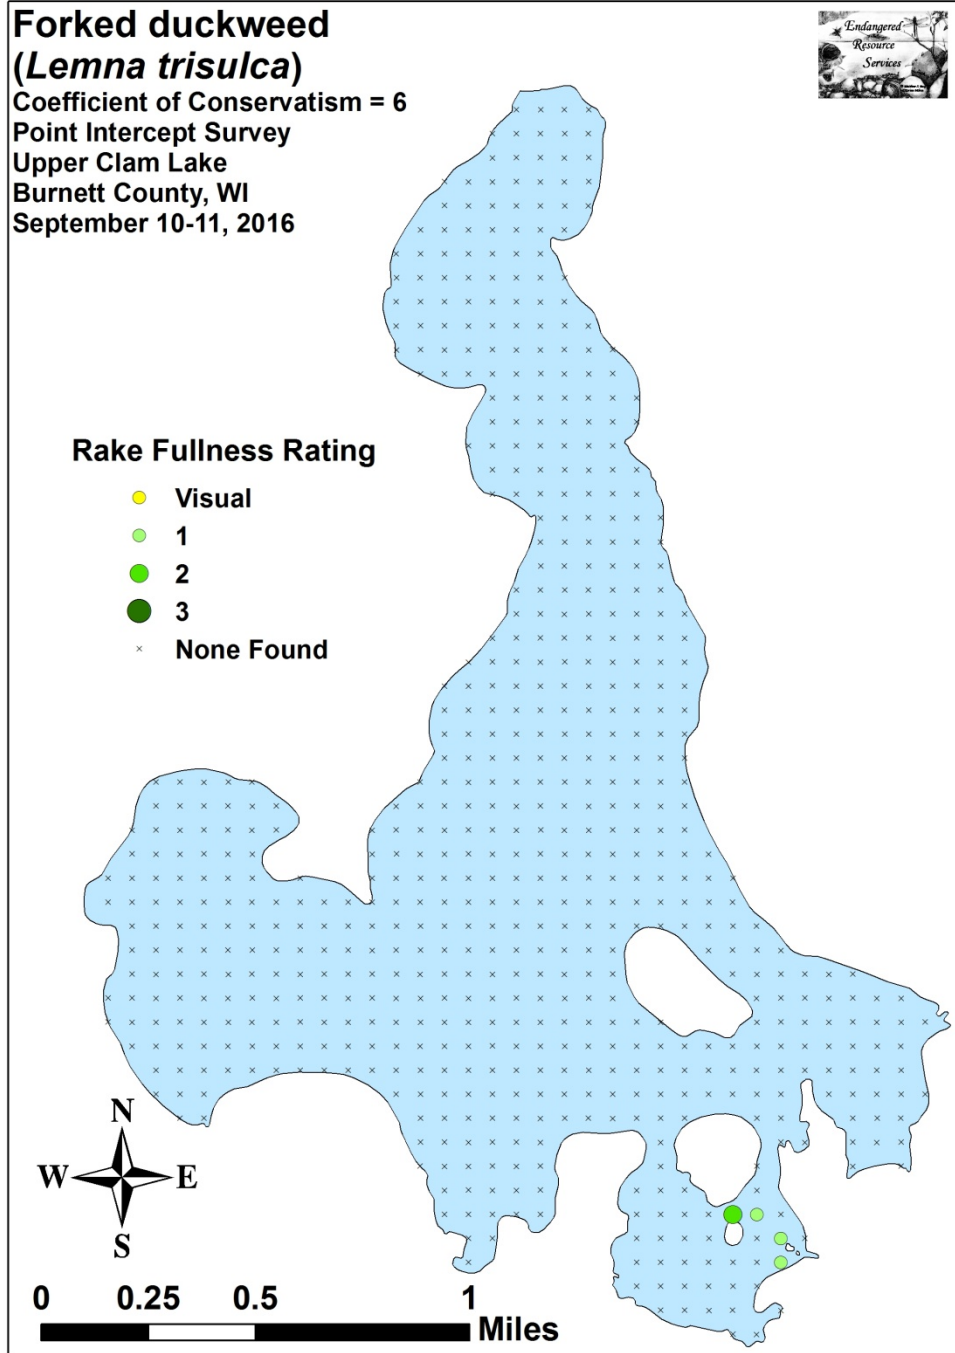 Forked duckweed
(Lemna trisulca)
Coefficient of Conservatism = 6
Point Intercept Survey
Upper Clam Lake
Burnett County, WI
September 10-11, 2016
Endangered
Resource
Services
Rake Fullness Rating
Visual
1
2
3
None Found
N
W E
S
0 0.25 0.5 1
Miles